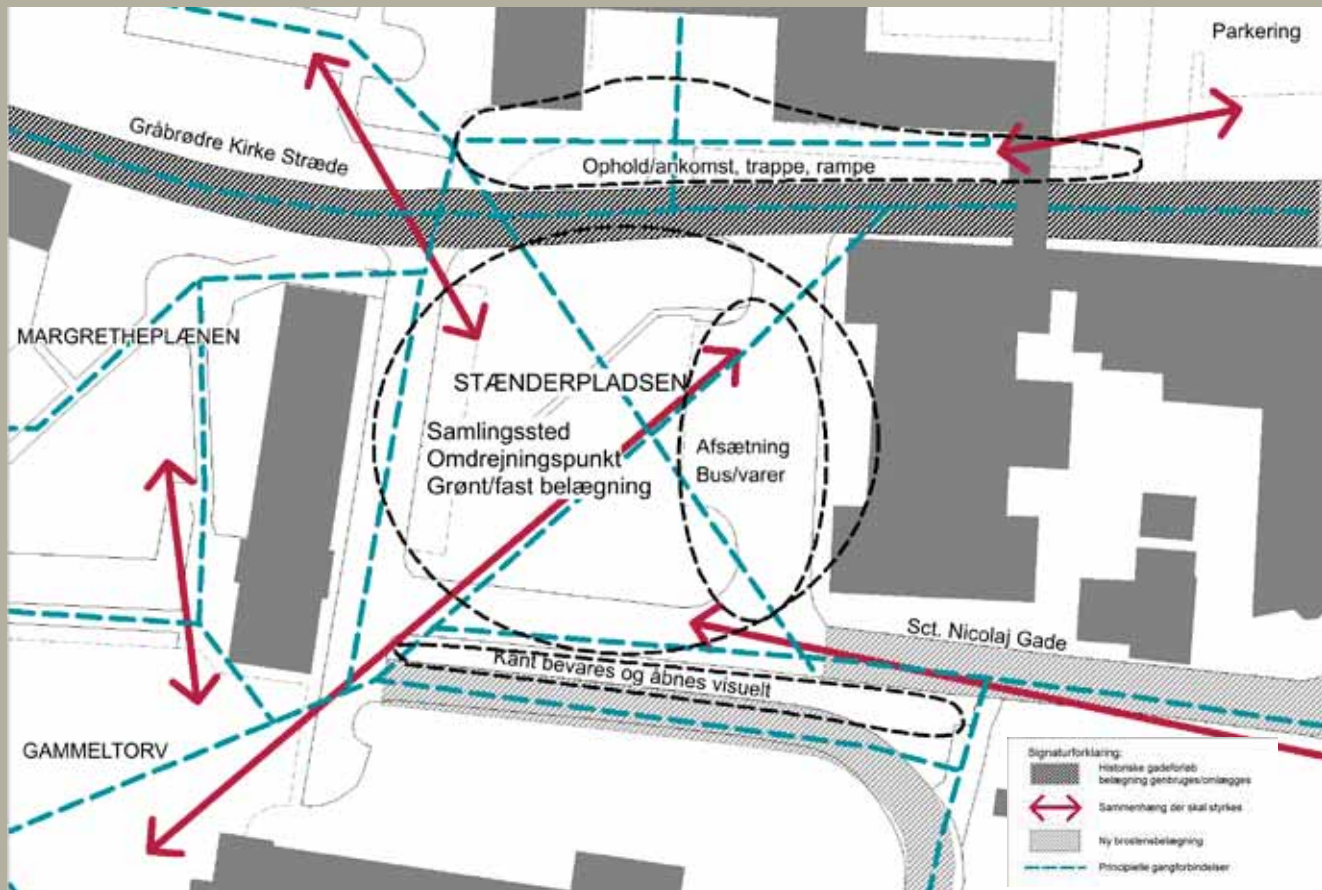 Parkering
Gråbrødre Kirke Stræde
Ophold/ankomst, trappe, rampe
MARGRETHEPLÆNEN
STÆNDERPLADSEN
Samlingssted
Omdrejningspunkt
Grønt/fast belægning
Afsætning
Bus/varer
Sct. Nicolaj Gade
Kant bevares og åbnes visuelt
GAMMELTORV
Signaturforklaring:
Historiske gadeforløb
belægning genbruges/omlægges
Sammenhæng der skal styrkes
Ny brostensbelægning
Principielle gangforbindelser